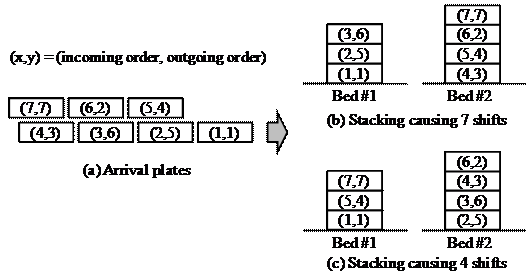 (x,y) = (incoming order, outgoing order)
(7,7) (6,2) (5,4)
(4,3) (3,6) (2,5) (1,1)
(a) Arrival plates
(3,6)
(2,5)
(1,1)
Bed #1
(7,7)
(6,2)
(5,4)
(4,3)
Bed #2
(b) Stacking causing 7 shifts
(7,7)
(5,4)
(1,1)
Bed #1
(6,2)
(4,3)
(3,6)
(2,5)
Bed #2
(c) Stacking causing 4 shifts